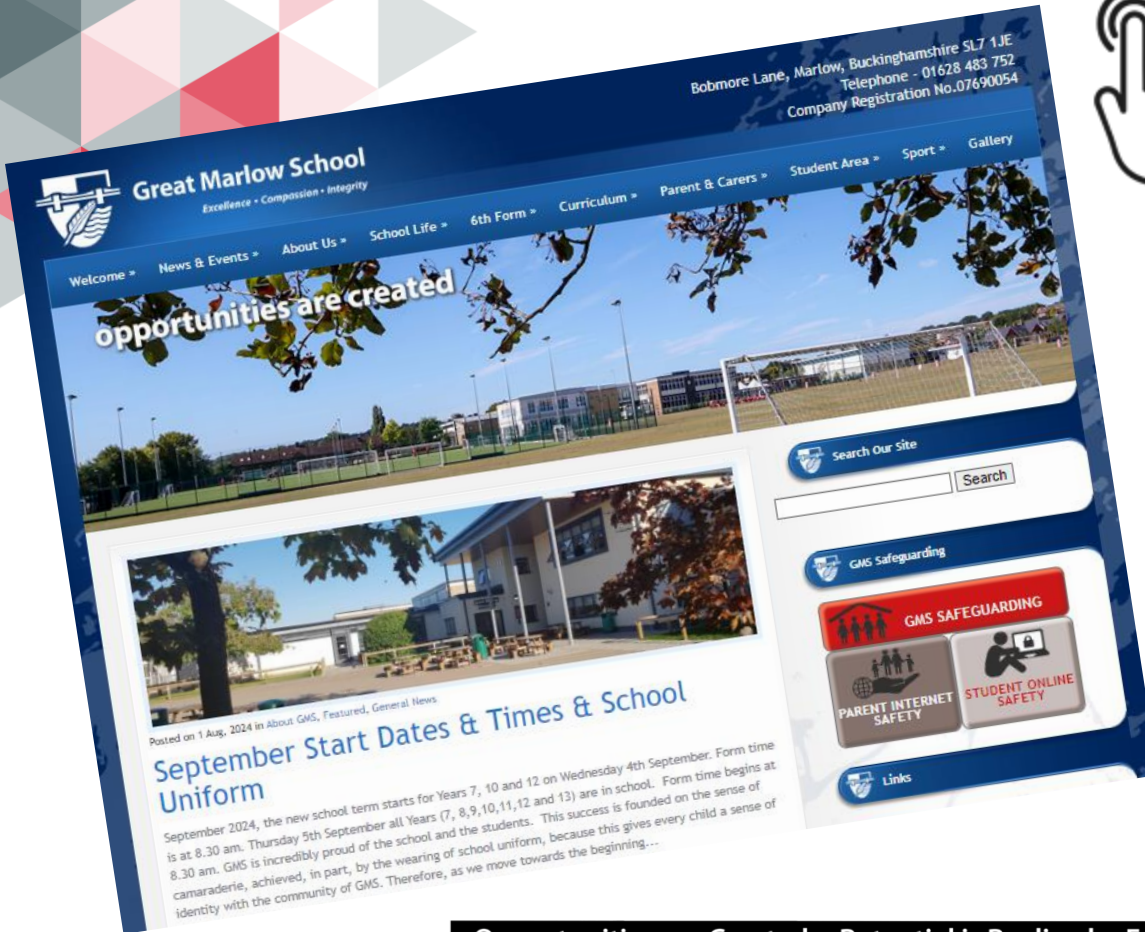 Bobmore Lane, Marlow, Buckinghamshire SL7 1JE
Telephone - 01628 483 752
Company Registration No.07690054
Great Marlow School
Excellence • Compassion • Integrity
Welcome »
News & Events »
About Us »
School Life »
6th Form »
Curriculum »
Parent & Carers »
Student Area »
Sport »
Gallery
opportunities are created
Search Our Site
Search
GMS Safeguarding
GMS SAFEGUARDING
PARENT INTERNET
SAFETY
STUDENT ONLINE
SAFETY
Links
Posted on 1 Aug, 2024 in About GMS, Featured, General News
September Start Dates & Times & School
Uniform
September 2024, the new school term starts for Years 7, 10 and 12 on Wednesday 4th September. Form time
is at 8.30 am. Thursday 5th September all Years (7, 8,9,10,11,12 and 13) are in school.  Form time begins at
8.30 am. GMS is incredibly proud of the school and the students.  This success is founded on the sense of
camaraderie, achieved, in part, by the wearing of school uniform, because this gives every child a sense of
identity with the community of GMS. Therefore, as we move towards the beginning...